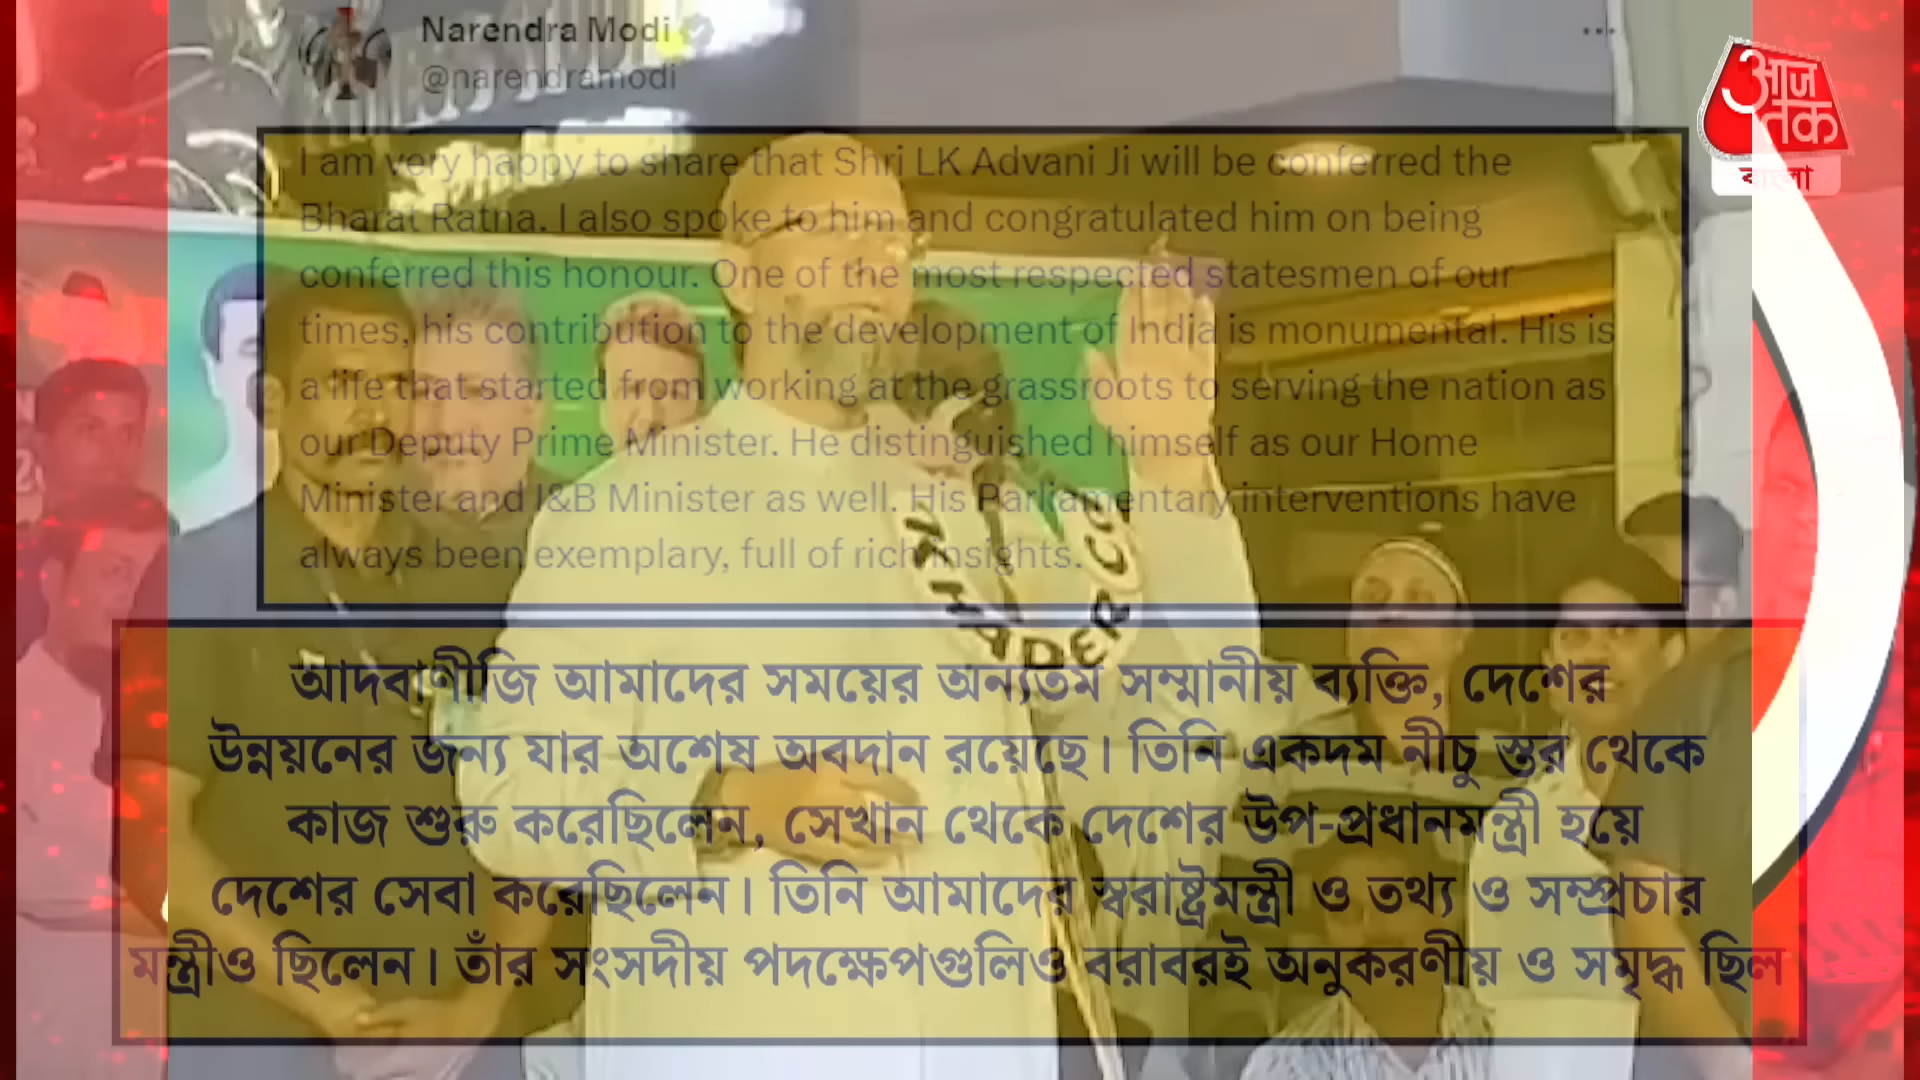 Narendra Modi
@narendramodi
आज
तक
বাংলা
I am very happy to share that Shri LK Advani Ji will be conferred the
Bharat Ratna. I also spoke to him and congratulated him on being
conferred this honour. One of the most respected statesmen of our
times, his contribution to the development of India is monumental. His is
a life that started from working at the grassroots to serving the nation as
our Deputy Prime Minister. He distinguished himself as our Home
Minister and I&B Minister as well. His Parliamentary interventions have
always been exemplary, full of rich insights.
আদবাণীজি আমাদের সময়ের অন্যতম সম্মানীয় ব্যক্তি, দেশের
উন্নয়নের জন্য যার অশেষ অবদান রয়েছে। তিনি একদম নীচু স্তর থেকে
কাজ শুরু করেছিলেন, সেখান থেকে দেশের উপ-প্রধানমন্ত্রী হয়ে
দেশের সেবা করেছিলেন। তিনি আমাদের স্বরাষ্ট্রমন্ত্রী ও তথ্য ও সম্প্রচার
মন্ত্রীও ছিলেন। তাঁর সংসদীয় পদক্ষেপগুলিও বরাবরই অনুকরণীয় ও সমৃদ্ধ ছিল